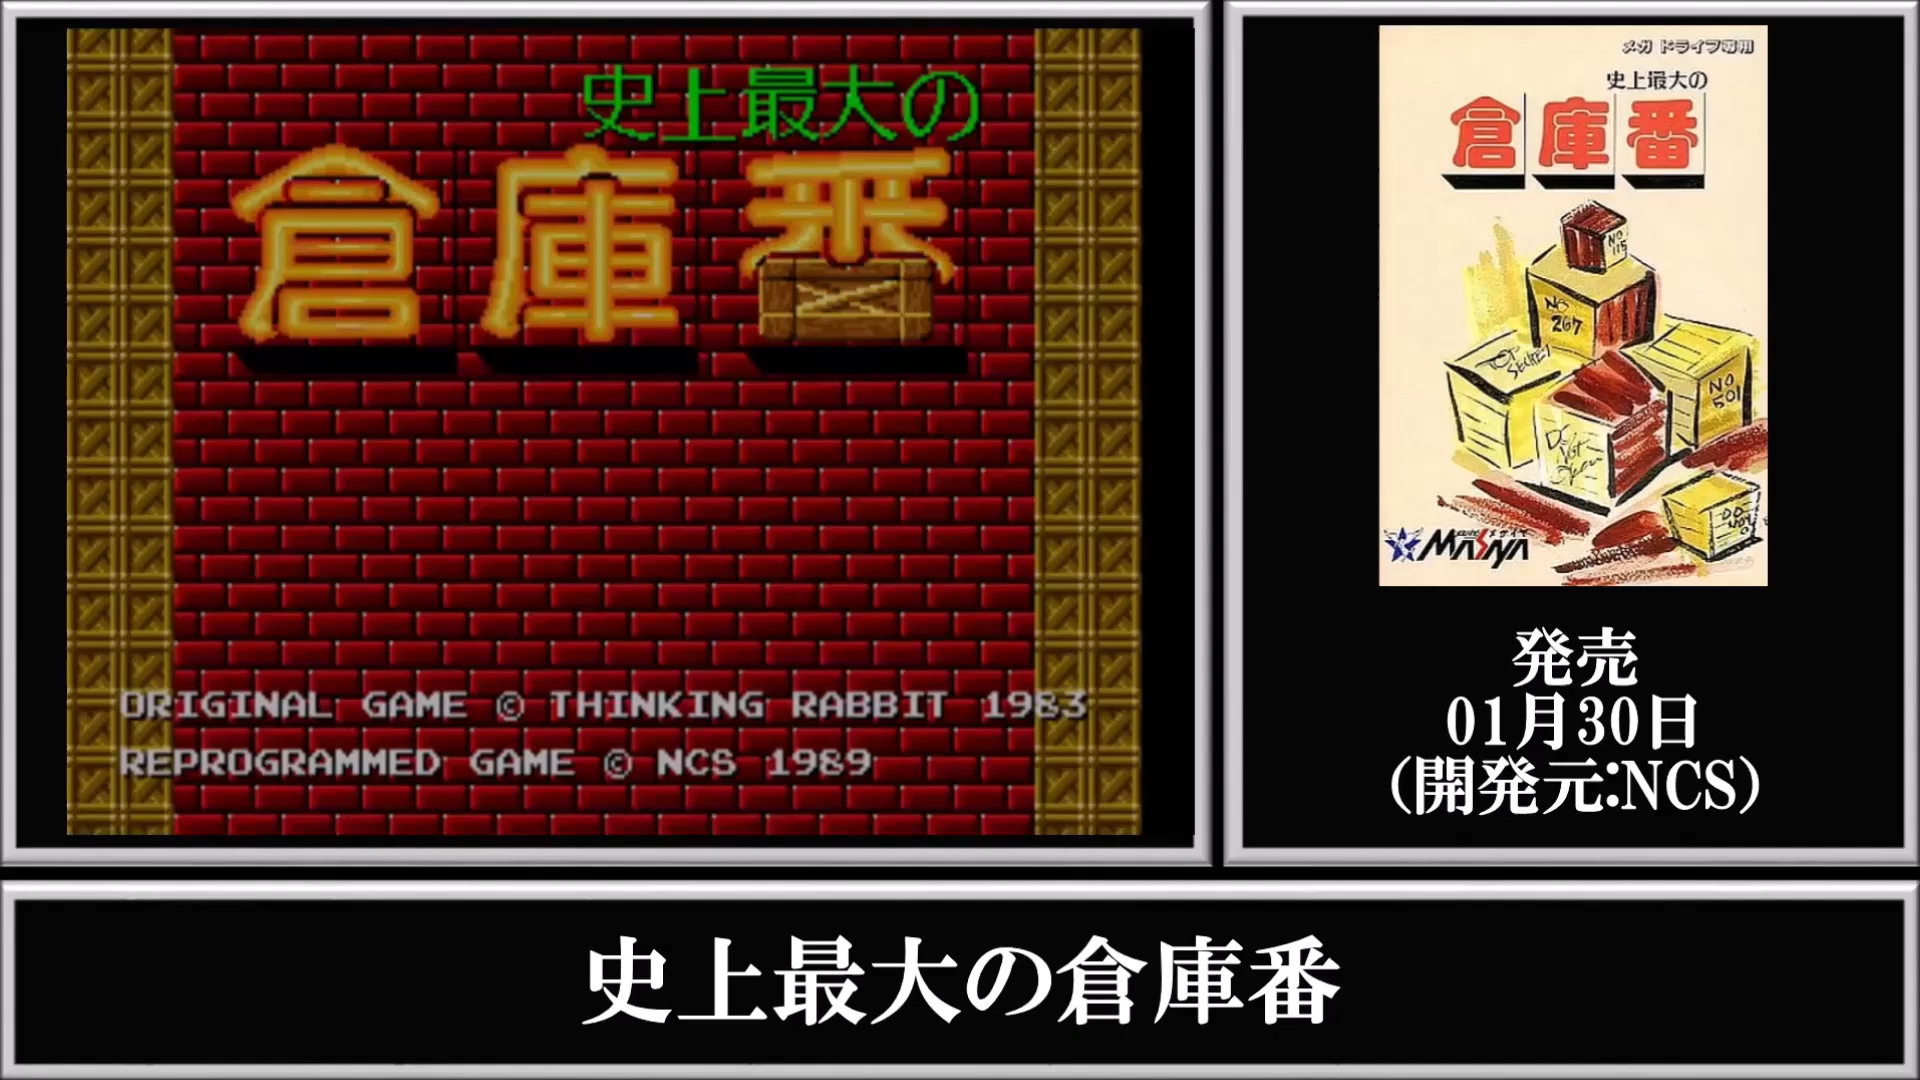 史上最大の
倉庫番
ORIGINAL GAME © THINKING RABBIT 1983
REPROGRAMMED GAME © NCS 1989
メガドライブ専用
史上最大の
倉庫番
NO 115
NO 267
TOP SECRET
NO 501
DO NOT Open
MASAYA
発売
01月30日
(開発元:NCS)
史上最大の倉庫番